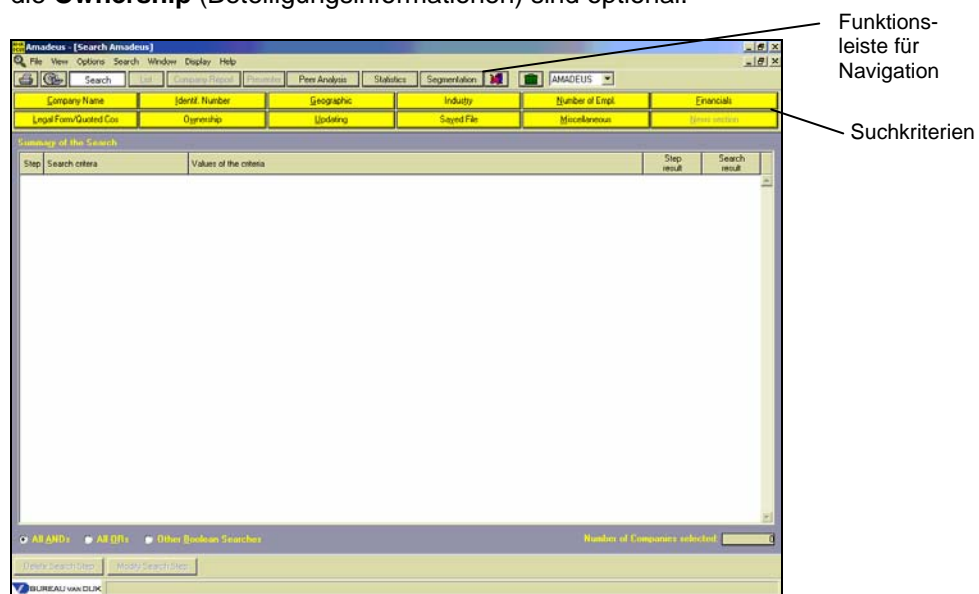 die Ownership (Beteiligungsinformationen) sind optional.
Funktions-
leiste für
Navigation
Amadeus - [Search Amadeus]
File View Options Search Window Display Help
Search List Company Report Peer Analysis Statistics Segmentation AMADEUS
Company Name Identif. Number Geographic Industry Number of Empl. Financials
Suchkriterien
Legal Form/Quoted Cos Ownership Updating Saved File Miscellaneous News section
Summary of the Search
Step Search critera Values of the criteria Step result Search result
All ANDs All ORs Other Boolean Searches Number of Companies selected: 0
Delete Search Step Modify Search Step
BUREAU VAN DIJK